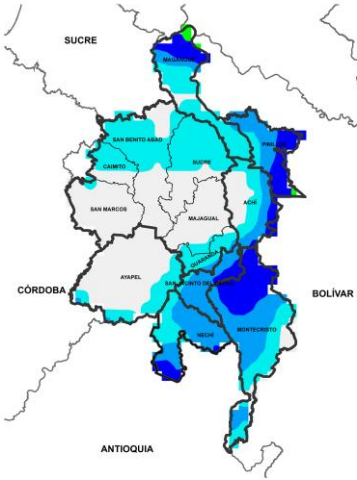 SUCRE
MAGANGUÉ
SAN BENITO ABAD
PINILLOS
CAIMITO
SUCRE
ACHÍ
SAN MARCOS
MAJAGUAL
GUARANDA
AYAPEL
SAN JACINTO DEL CAUCA
CÓRDOBA
BOLÍVAR
MONTECRISTO
NECHÍ
ANTIOQUIA